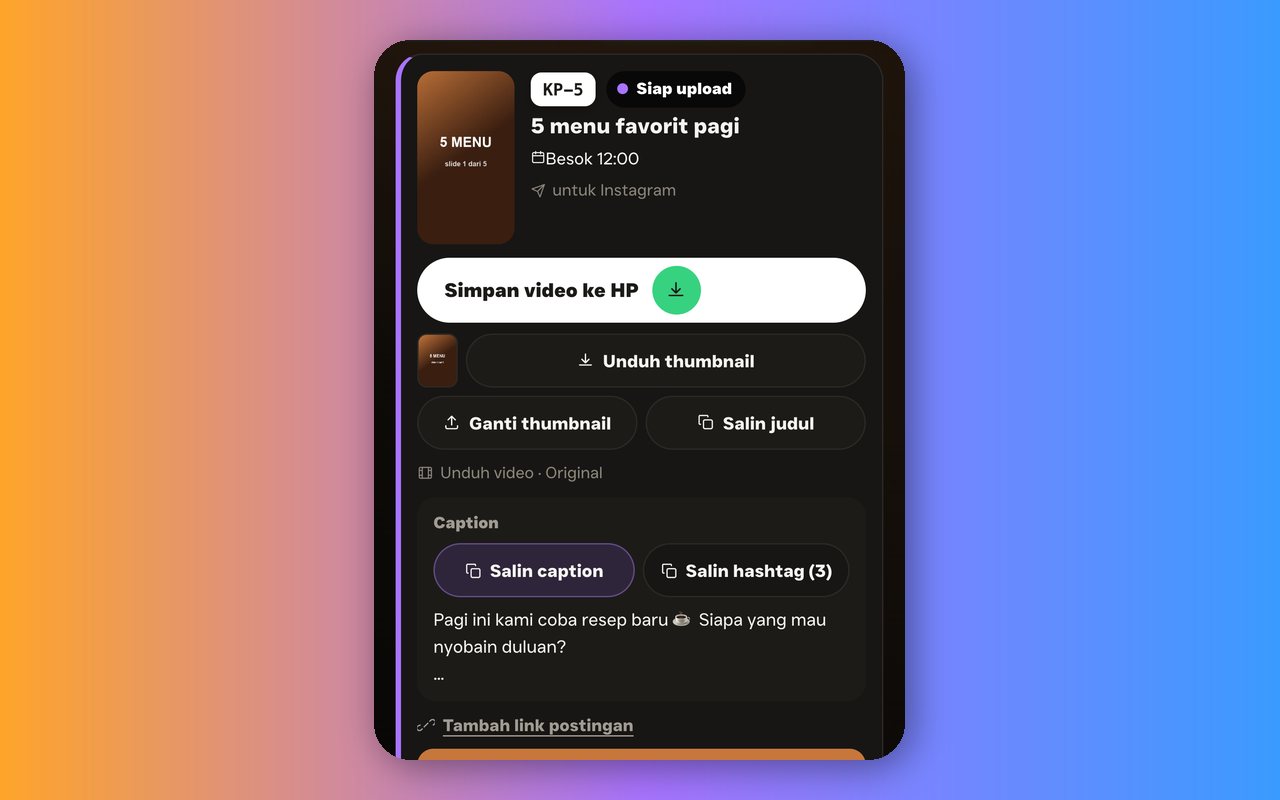 5 MENU
slide 1 dari 5
KP–5
Siap upload
5 menu favorit pagi
Besok 12:00
untuk Instagram
Simpan video ke HP
5 MENU
Unduh thumbnail
Ganti thumbnail
Salin judul
Unduh video · Original
Caption
Salin caption
Salin hashtag (3)
Pagi ini kami coba resep baru ☕ Siapa yang mau
nyobain duluan?
...
Tambah link postingan